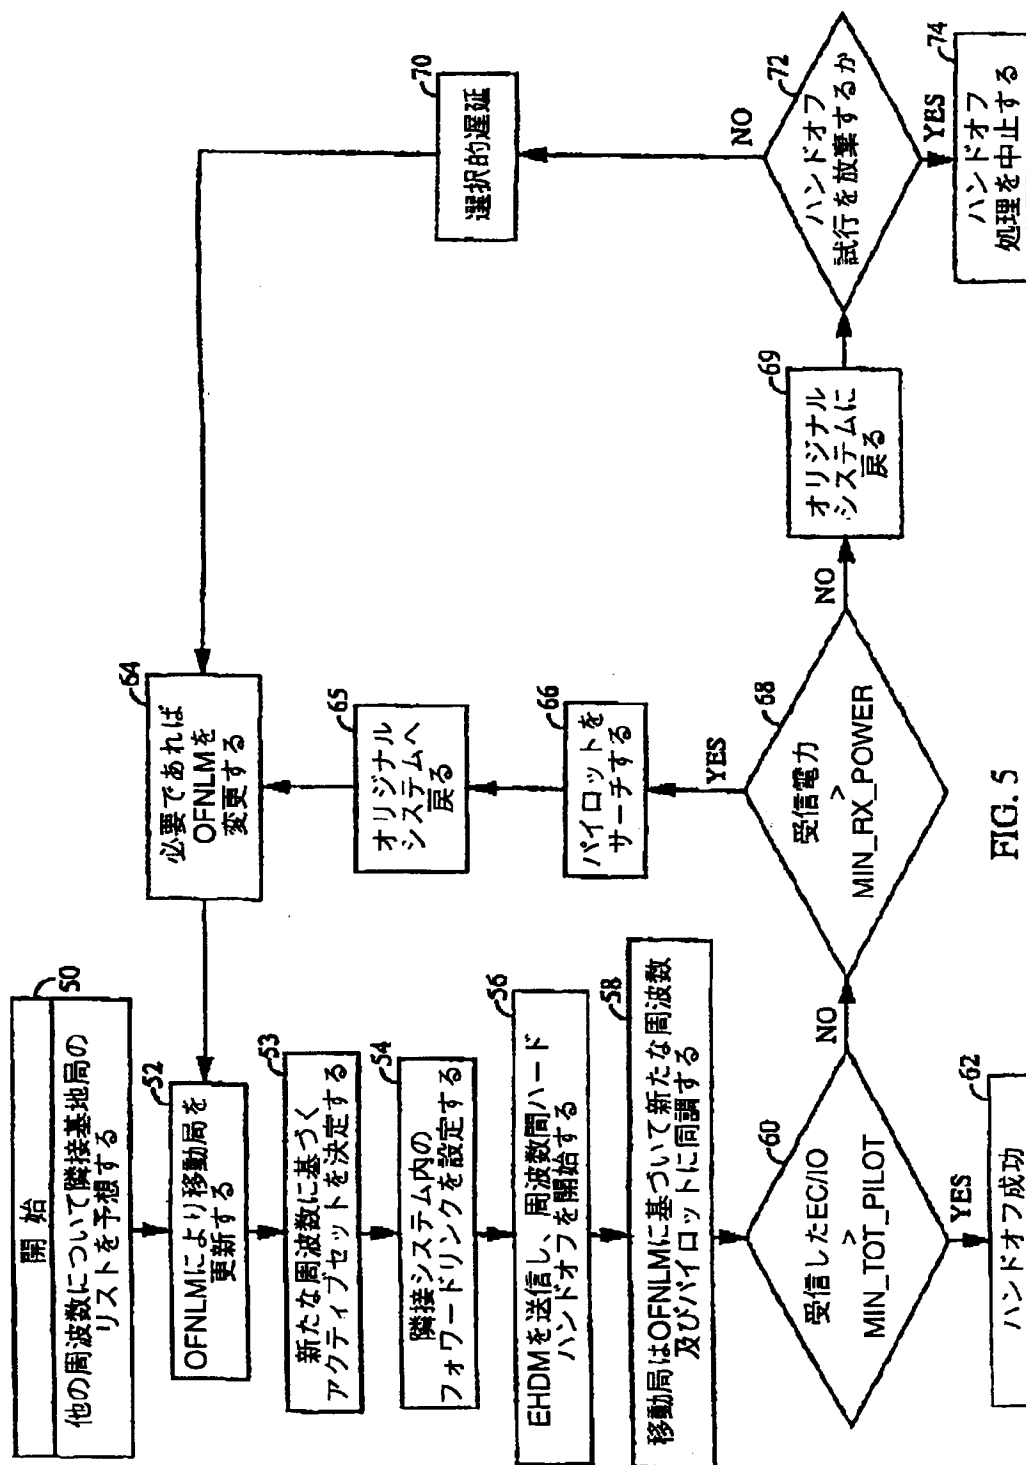 開始
50
他の周波数について隣接基地局の
リストを予想する
52
OFNLMにより移動局を
更新する
53
新たな周波数に基づく
アクティブセットを決定する
54
隣接システム内の
フォワードリンクを設定する
56
EHDMを送信し、周波数間ハード
ハンドオフを開始する
58
移動局はOFNLMに基づいて新たな周波数
及びパイロットに同調する
60
受信したEC/IO
>
MIN_TOT_PILOT
YES
NO
62
ハンドオフ成功
64
必要であれば
OFNLMを
変更する
65
オリジナル
システムへ
戻る
66
パイロットを
サーチする
YES
68
受信電力
>
MIN_RX_POWER
NO
69
オリジナル
システムに
戻る
70
選択的遅延
NO
72
ハンドオフ
試行を放棄するか
YES
74
ハンドオフ
処理を中止する
FIG. 5